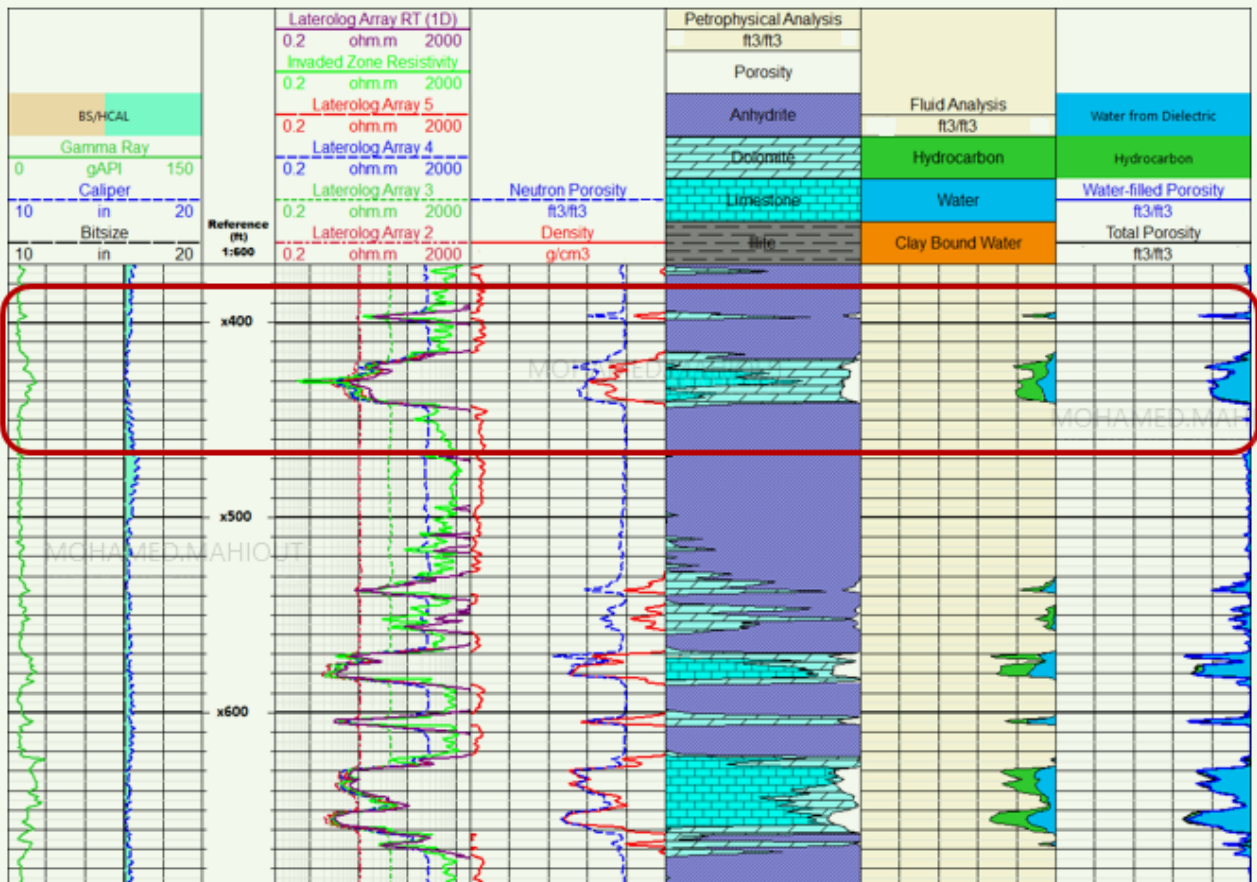 BS/HCAL
Gamma Ray
0 gAPI 150
Caliper
10 in 20
Bitsize
10 in 20
Reference
(ft)
1:600
Laterolog Array RT (1D)
0.2 ohm.m 2000
Invaded Zone Resistivity
0.2 ohm.m 2000
Laterolog Array 5
0.2 ohm.m 2000
Laterolog Array 4
0.2 ohm.m 2000
Laterolog Array 3
0.2 ohm.m 2000
Laterolog Array 2
0.2 ohm.m 2000
Neutron Porosity
ft3/ft3
Density
g/cm3
Petrophysical Analysis
ft3/ft3
Porosity
Anhydrite
Dolomite
Limestone
Illite
Fluid Analysis
ft3/ft3
Hydrocarbon
Water
Clay Bound Water
Water from Dielectric
Hydrocarbon
Water-filled Porosity
ft3/ft3
Total Porosity
ft3/ft3
x400
x500
x600
MOHAMED.MAH
MOHAMED.MAHIOUT